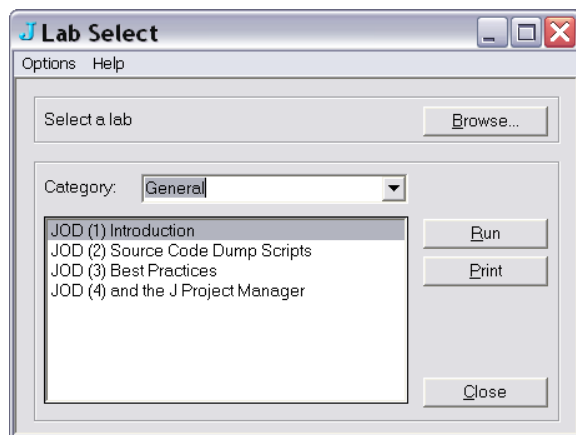 J Lab Select
Options Help
Select a lab
Browse...
Category: General
JOD (1) Introduction
JOD (2) Source Code Dump Scripts
JOD (3) Best Practices
JOD (4) and the J Project Manager
Run
Print
Close